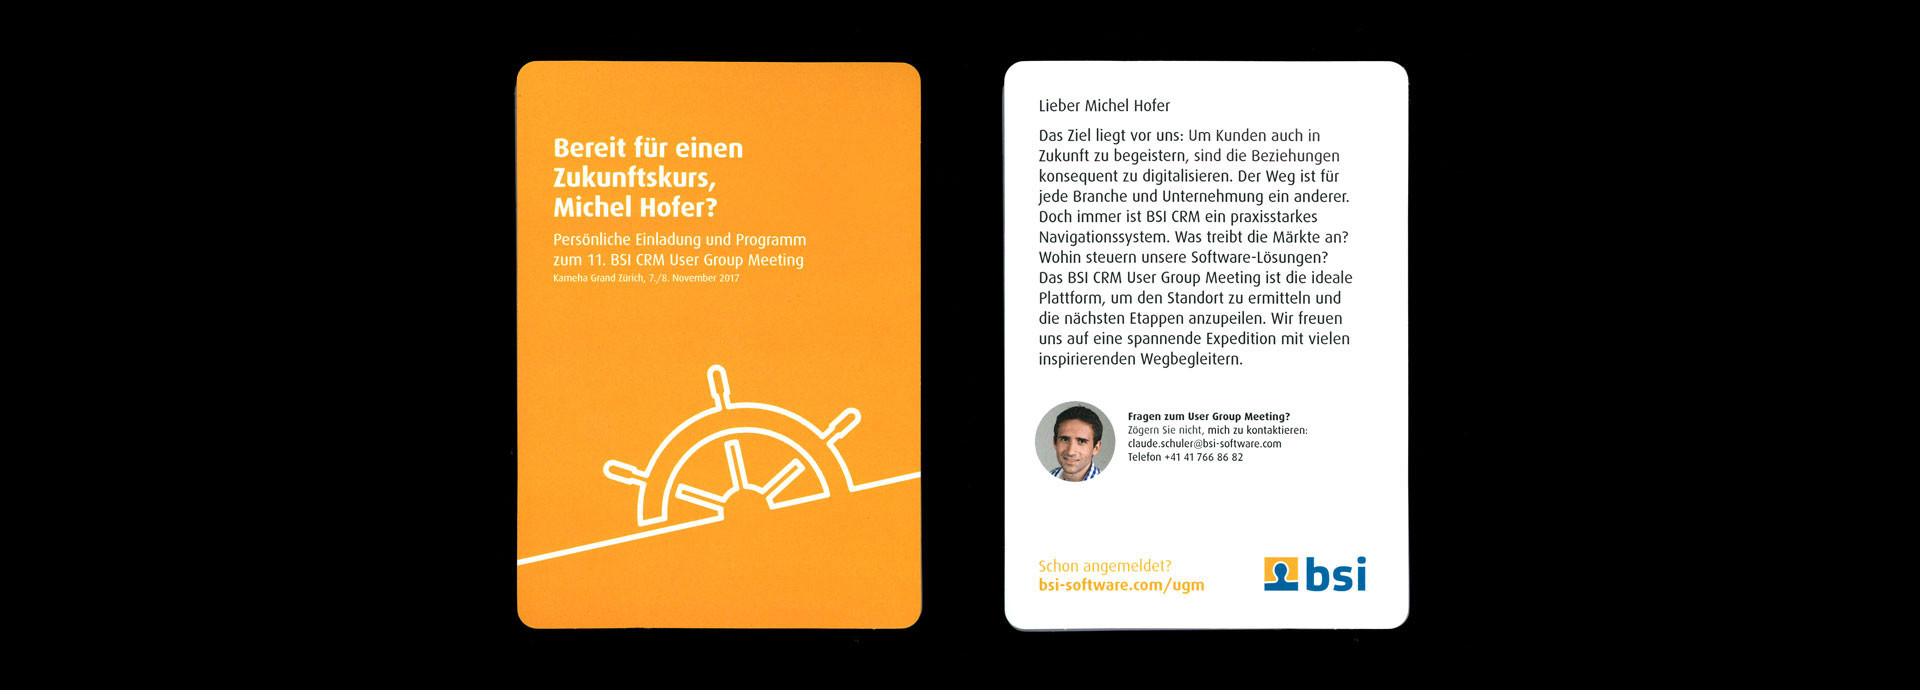 Bereit für einen
Zukunftskurs,
Michel Hofer?
Persönliche Einladung und Programm
zum 11. BSI CRM User Group Meeting
Kameha Grand Zürich, 7./8. November 2017
Lieber Michel Hofer
Das Ziel liegt vor uns: Um Kunden auch in
Zukunft zu begeistern, sind die Beziehungen
konsequent zu digitalisieren. Der Weg ist für
jede Branche und Unternehmung ein anderer.
Doch immer ist BSI CRM ein praxisstarkes
Navigationssystem. Was treibt die Märkte an?
Wohin steuern unsere Software-Lösungen?
Das BSI CRM User Group Meeting ist die ideale
Plattform, um den Standort zu ermitteln und
die nächsten Etappen anzupeilen. Wir freuen
uns auf eine spannende Expedition mit vielen
inspirierenden Wegbegleitern.
Fragen zum User Group Meeting?
Zögern Sie nicht, mich zu kontaktieren:
claude.schuler@bsi-software.com
Telefon +41 41 766 86 82
Schon angemeldet?
bsi-software.com/ugm
bsi